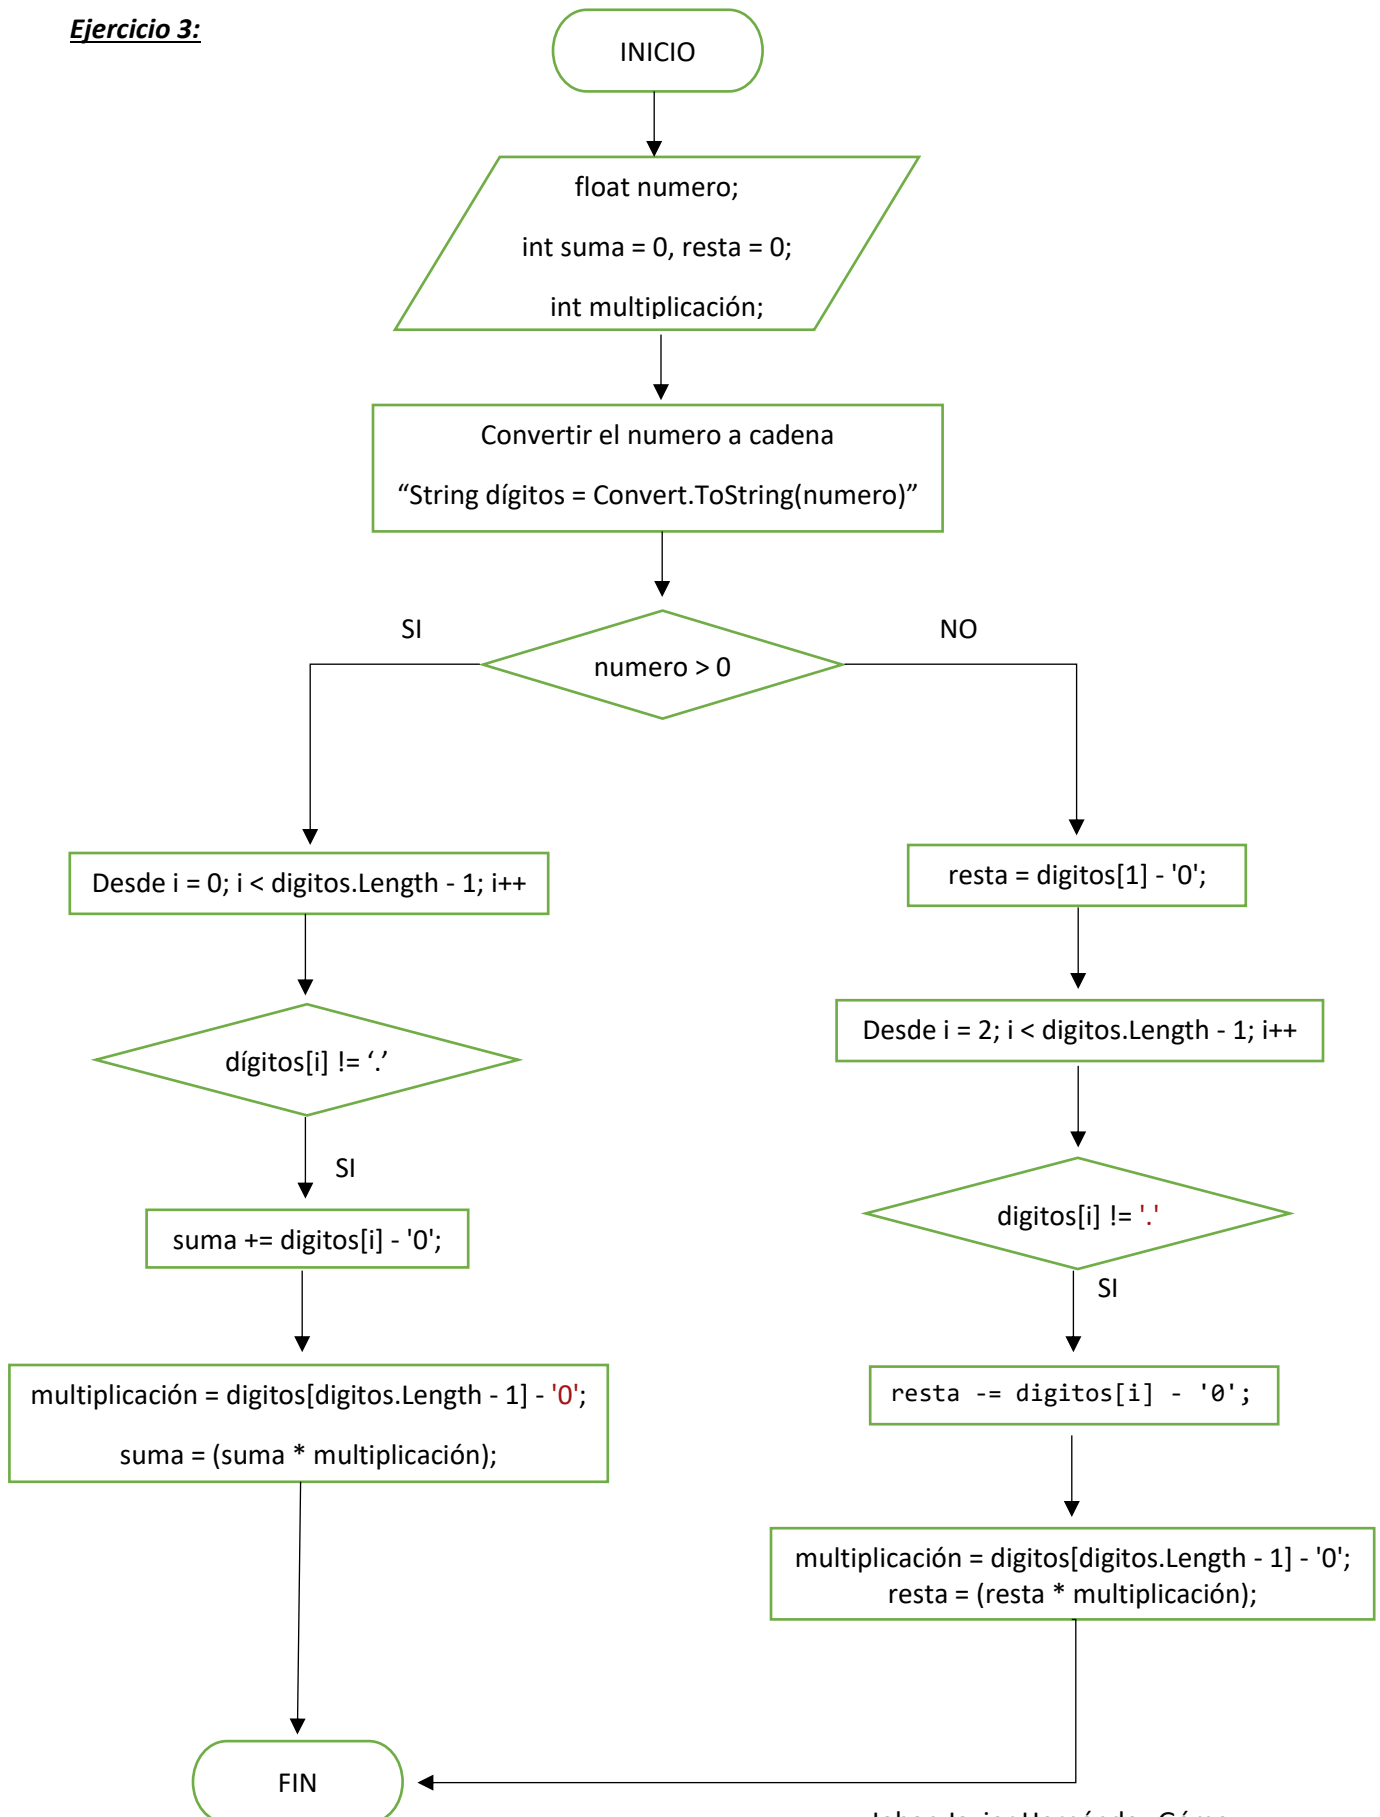 Ejercicio 3:
INICIO
float numero;
int suma = 0, resta = 0;
int multiplicación;
Convertir el numero a cadena
“String dígitos = Convert.ToString(numero)”
SI
NO
numero > 0
Desde i = 0; i < digitos.Length - 1; i++
dígitos[i] != ‘.’
SI
suma += digitos[i] - '0';
multiplicación = digitos[digitos.Length - 1] - '0';
suma = (suma * multiplicación);
resta = digitos[1] - '0';
Desde i = 2; i < digitos.Length - 1; i++
digitos[i] != '.'
SI
resta -= digitos[i] - '0';
multiplicación = digitos[digitos.Length - 1] - '0';
resta = (resta * multiplicación);
FIN